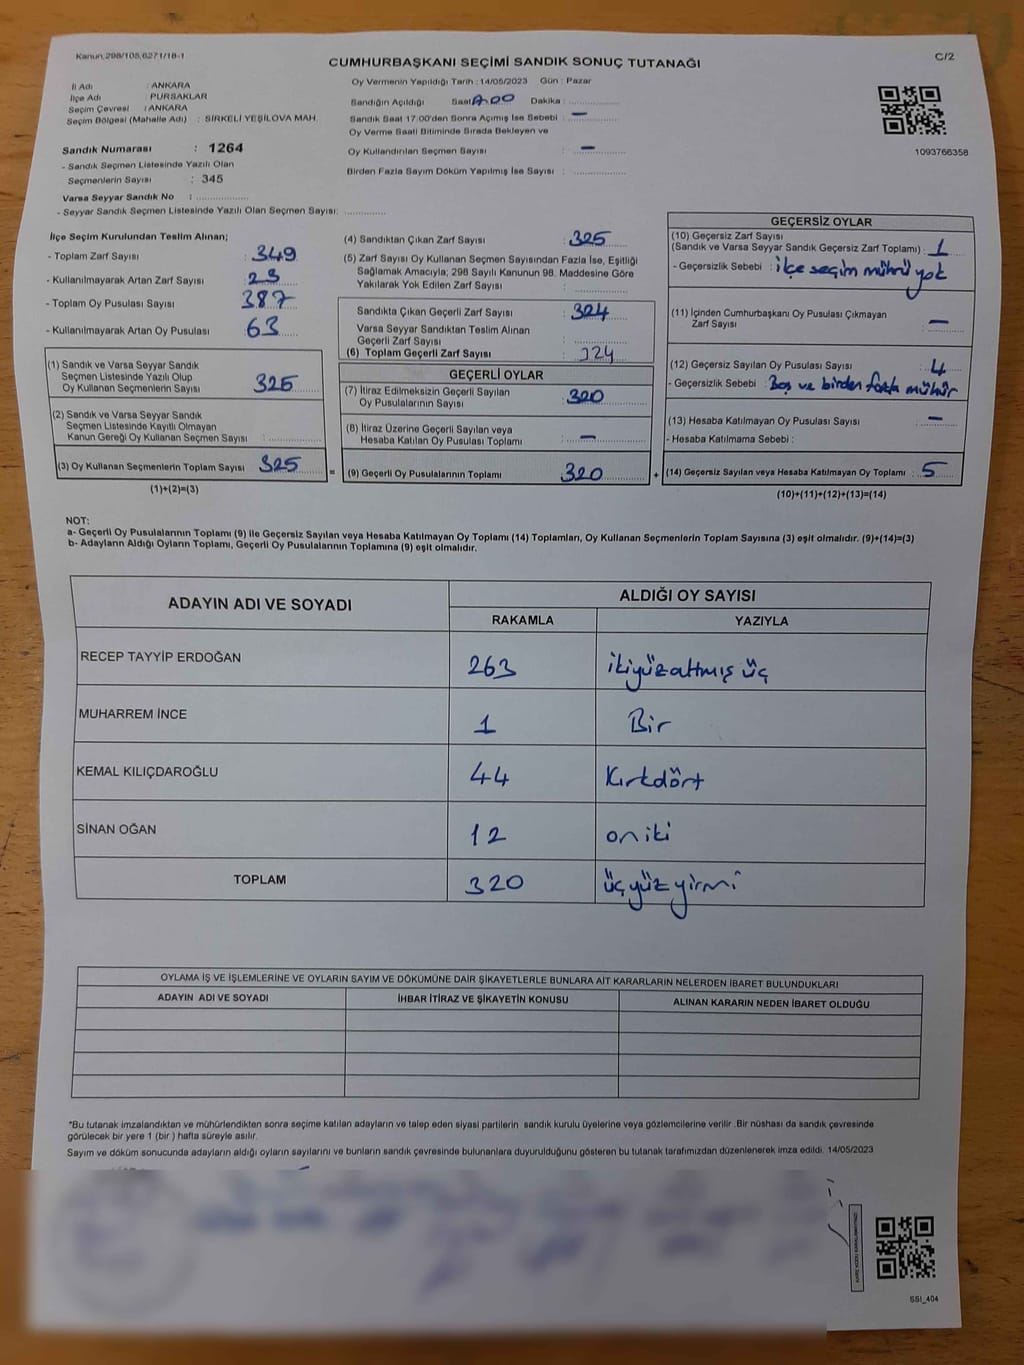 Kanun.298/105,6271/18-1
CUMHURBAŞKANI SEÇİMİ SANDIK SONUÇ TUTANAĞI
C/2
İl Adı : ANKARA
İlçe Adı : PURSAKLAR
Seçim Çevresi : ANKARA
Seçim Bölgesi (Mahalle Adı) : SİRKELİ YEŞİLOVA MAH.
Sandık Numarası : 1264
- Sandık Seçmen Listesinde Yazılı Olan
Seçmenlerin Sayısı : 345
Varsa Seyyar Sandık No :
- Seyyar Sandık Seçmen Listesinde Yazılı Olan Seçmen Sayısı:
Oy Vermenin Yapıldığı Tarih : 14/05/2023 Gün : Pazar
Sandığın Açıldığı Saat Dakika :
Sandık Saat 17:00'den Sonra Açılmış İse Sebebi : —
Oy Verme Saati Bitiminde Sırada Bekleyen ve
Oy Kullandırılan Seçmen Sayısı : —
Birden Fazla Sayım Döküm Yapılmış İse Sayısı :
1093766358
İlçe Seçim Kurulundan Teslim Alınan;
- Toplam Zarf Sayısı : 349
- Kullanılmayarak Artan Zarf Sayısı : 23
- Toplam Oy Pusulası Sayısı : 387
- Kullanılmayarak Artan Oy Pusulası : 63
(1) Sandık ve Varsa Seyyar Sandık
Seçmen Listesinde Yazılı Olup
Oy Kullanan Seçmenlerin Sayısı : 325
(2) Sandık ve Varsa Seyyar Sandık
Seçmen Listesinde Kayıtlı Olmayan
Kanun Gereği Oy Kullanan Seçmen Sayısı :
(3) Oy Kullanan Seçmenlerin Toplam Sayısı : 325
(1)+(2)=(3)
(4) Sandıktan Çıkan Zarf Sayısı : 325
(5) Zarf Sayısı Oy Kullanan Seçmen Sayısından Fazla İse, Eşitliği
Sağlamak Amacıyla; 298 Sayılı Kanunun 98. Maddesine Göre
Yakılarak Yok Edilen Zarf Sayısı :
Sandıkta Çıkan Geçerli Zarf Sayısı : 324
Varsa Seyyar Sandıktan Teslim Alınan
Geçerli Zarf Sayısı :
(6) Toplam Geçerli Zarf Sayısı : 324
GEÇERLİ OYLAR
(7) İtiraz Edilmeksizin Geçerli Sayılan
Oy Pusulalarının Sayısı : 320
(8) İtiraz Üzerine Geçerli Sayılan veya
Hesaba Katılan Oy Pusulası Toplamı : —
(9) Geçerli Oy Pusulalarının Toplamı 320
GEÇERSİZ OYLAR
(10) Geçersiz Zarf Sayısı
(Sandık ve Varsa Seyyar Sandık Geçersiz Zarf Toplamı) : 1
- Geçersizlik Sebebi : ilçe seçim mührü yok
(11) İçinden Cumhurbaşkanı Oy Pusulası Çıkmayan
Zarf Sayısı : —
(12) Geçersiz Sayılan Oy Pusulası Sayısı : 4
- Geçersizlik Sebebi : Boş ve birden fazla mühür
(13) Hesaba Katılmayan Oy Pusulası Sayısı : —
- Hesaba Katılmama Sebebi :
(14) Geçersiz Sayılan veya Hesaba Katılmayan Oy Toplamı : 5
(10)+(11)+(12)+(13)=(14)
NOT:
a- Geçerli Oy Pusulalarının Toplamı (9) ile Geçersiz Sayılan veya Hesaba Katılmayan Oy Toplamı (14) Toplamları, Oy Kullanan Seçmenlerin Toplam Sayısına (3) eşit olmalıdır. (9)+(14)=(3)
b- Adayların Aldığı Oyların Toplamı, Geçerli Oy Pusulalarının Toplamına (9) eşit olmalıdır.
ADAYIN ADI VE SOYADI
ALDIĞI OY SAYISI
RAKAMLA YAZIYLA
RECEP TAYYİP ERDOĞAN 263 ikiyüzaltmış üç
MUHARREM İNCE 1 Bir
KEMAL KILIÇDAROĞLU 44 Kırkdört
SİNAN OĞAN 12 on iki
TOPLAM 320 üçyüzyirmi
OYLAMA İŞ VE İŞLEMLERİNE VE OYLARIN SAYIM VE DÖKÜMÜNE DAİR ŞİKAYETLERLE BUNLARA AİT KARARLARIN NELERDEN İBARET BULUNDUKLARI
ADAYIN ADI VE SOYADI İHBAR İTİRAZ VE ŞİKAYETİN KONUSU ALINAN KARARIN NEDEN İBARET OLDUĞU
*Bu tutanak imzalandıktan ve mühürlendikten sonra seçime katılan adayların ve talep eden siyasi partilerin sandık kurulu üyelerine veya gözlemcilerine verilir .Bir nüshası da sandık çevresinde
görülecek bir yere 1 (bir ) hafta süreyle asılır.
Sayım ve döküm sonucunda adayların aldığı oyların sayılarını ve bunların sandık çevresinde bulunanlara duyurulduğunu gösteren bu tutanak tarafımızdan düzenlenerek imza edildi. 14/05/2023
SSI_404